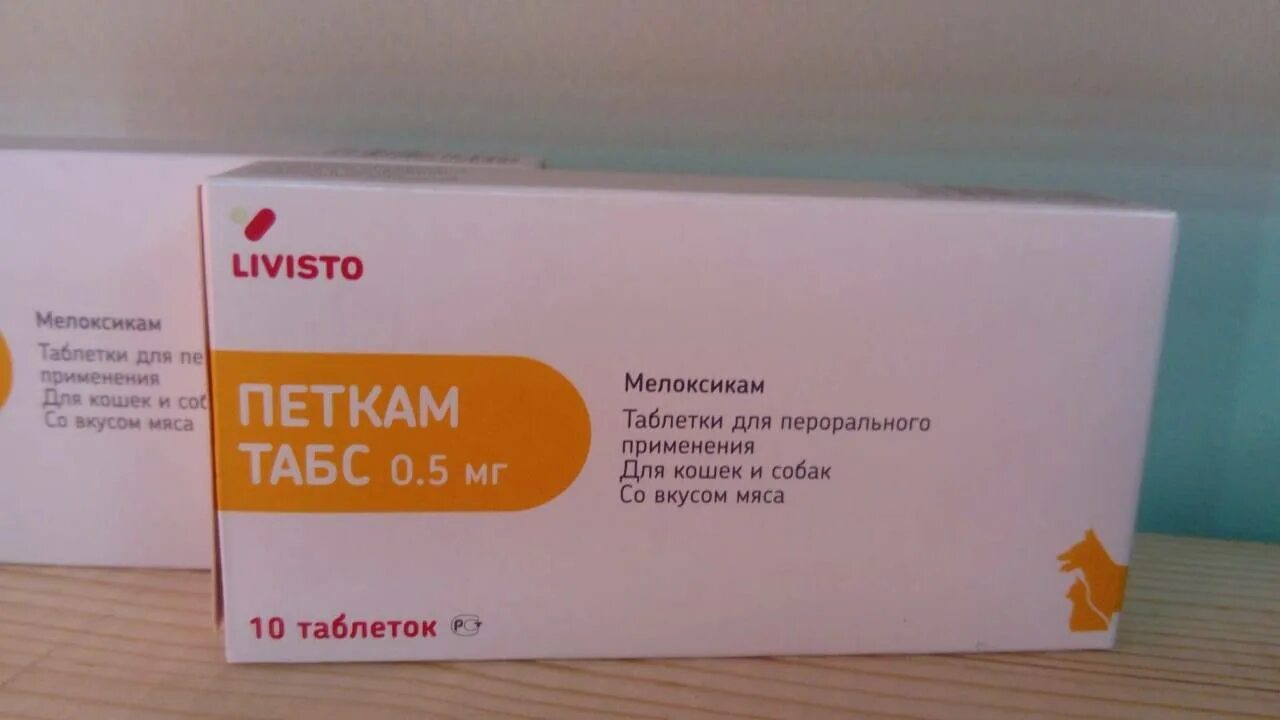 Мелоксикам
Таблетки для пе
применения
Для кошек и соб
Со вкусом мяса
LIVISTO
ПЕТКАМ
ТАБС 0.5 мг
Мелоксикам
Таблетки для перорального
применения
Для кошек и собак
Со вкусом мяса
10 таблеток РСТ